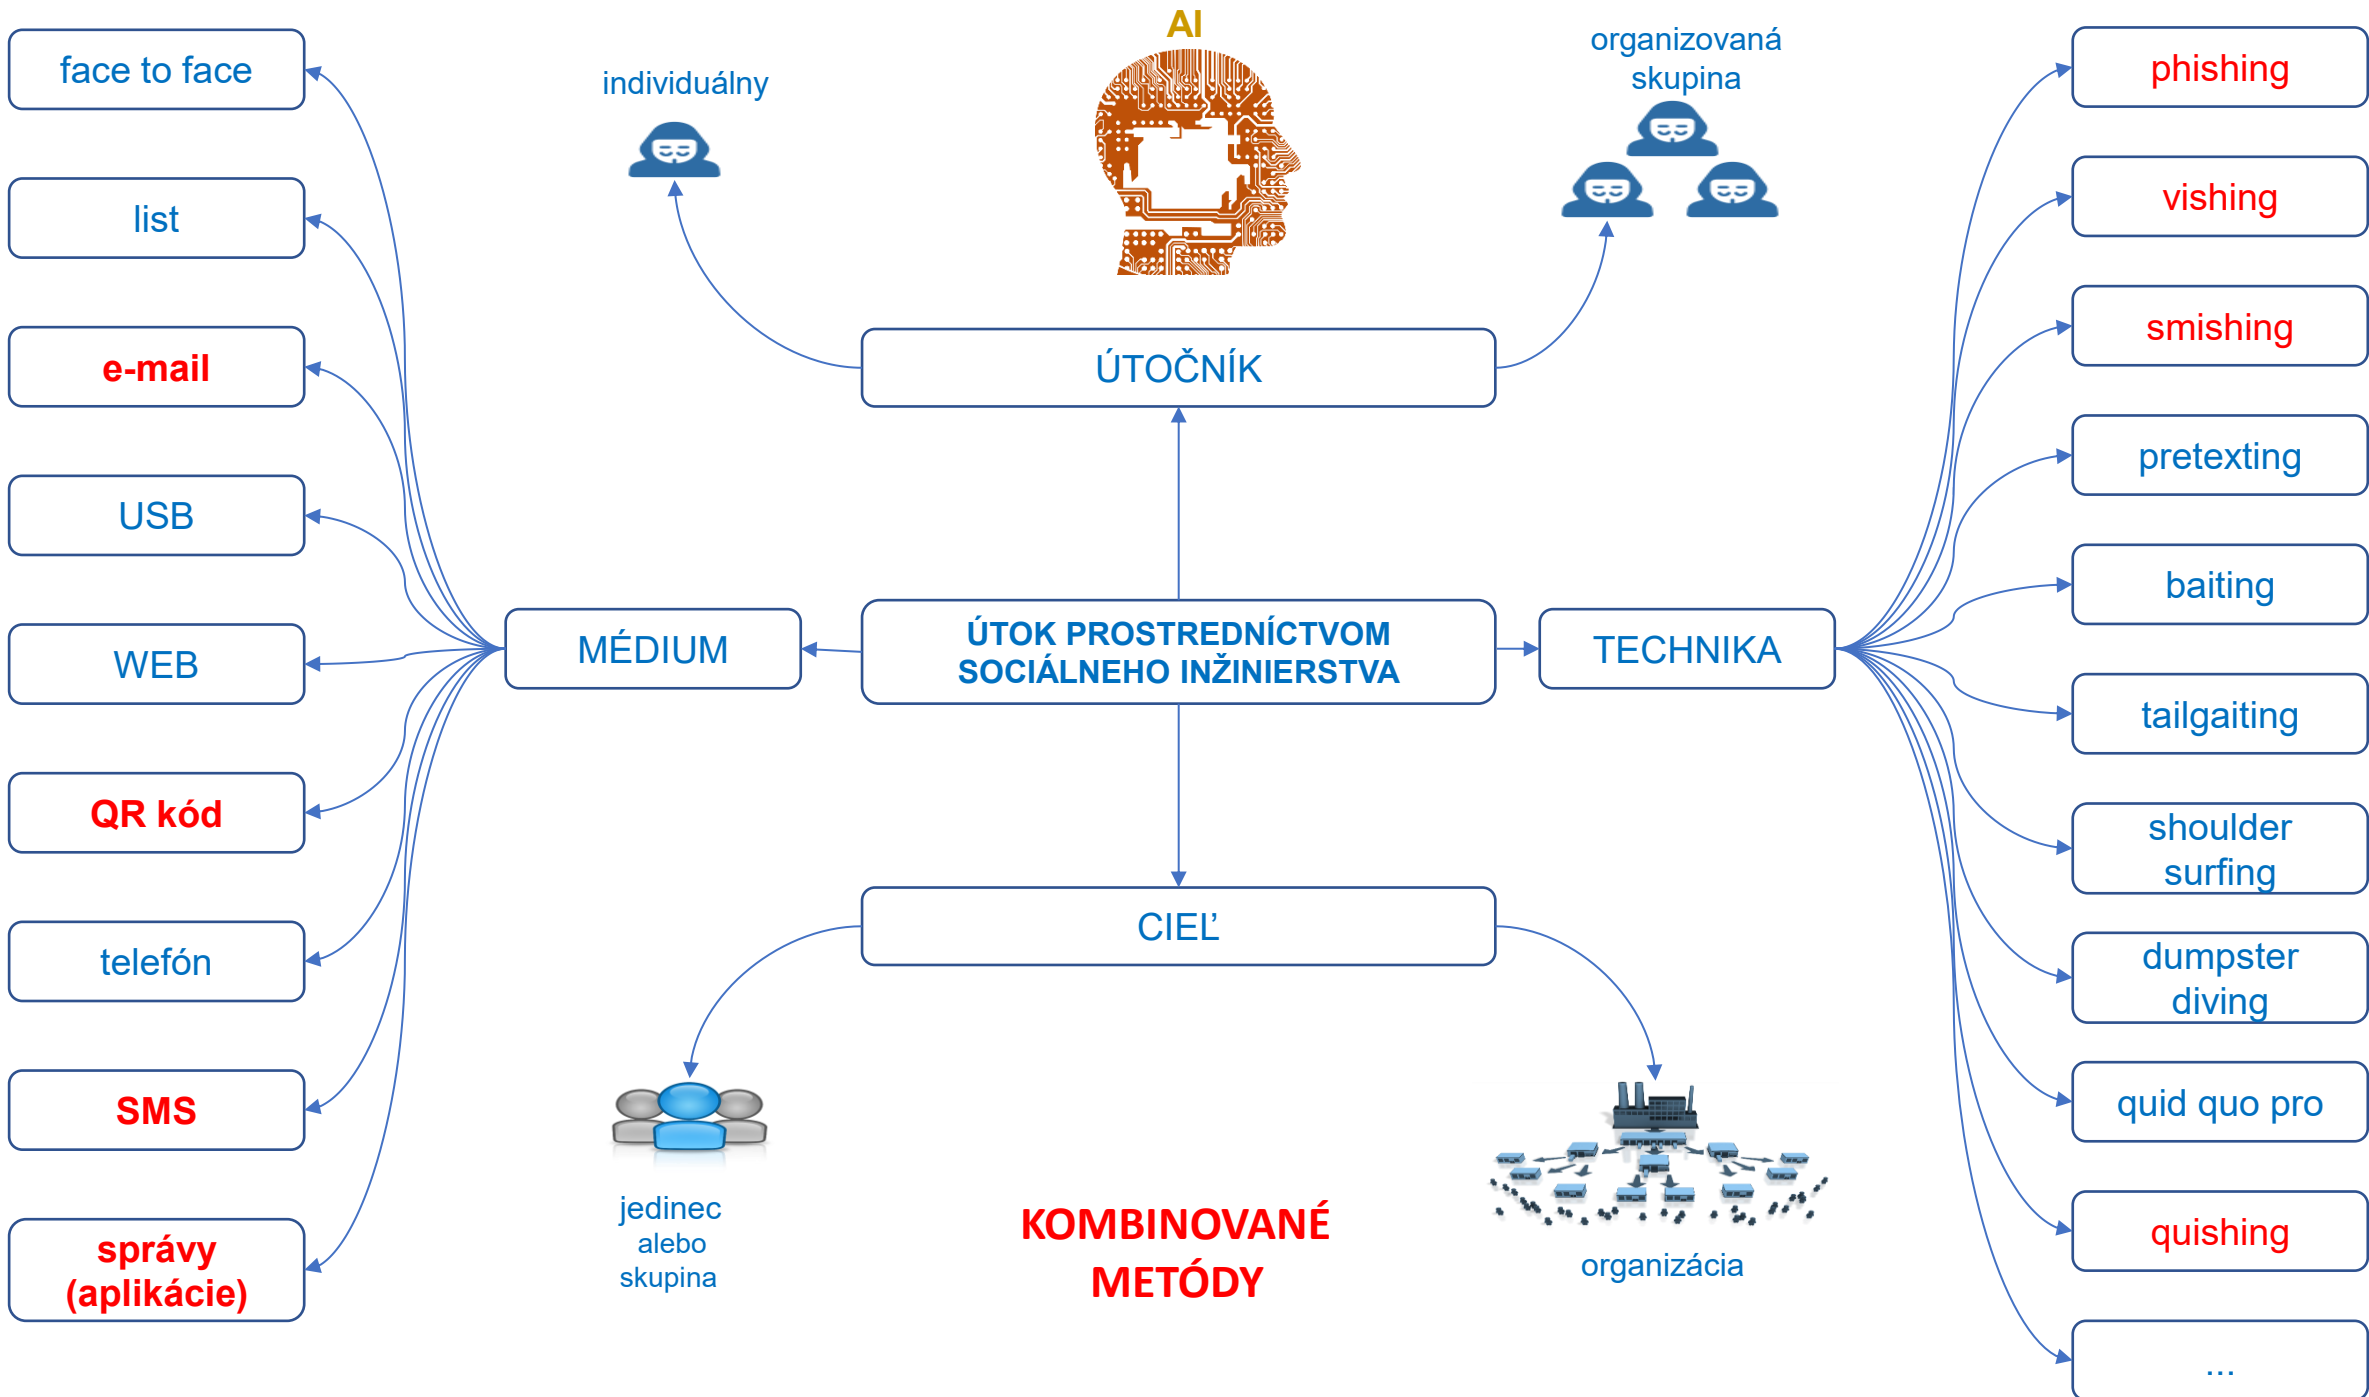 face to face
list
e-mail
USB
WEB
QR kód
telefón
SMS
správy
(aplikácie)
MÉDIUM
individuálny
AI
organizovaná
skupina
ÚTOČNÍK
ÚTOK PROSTREDNÍCTVOM
SOCIÁLNEHO INŽINIERSTVA
CIEĽ
jedinec
alebo
skupina
KOMBINOVANÉ
METÓDY
organizácia
TECHNIKA
phishing
vishing
smishing
pretexting
baiting
tailgaiting
shoulder
surfing
dumpster
diving
quid quo pro
quishing
...